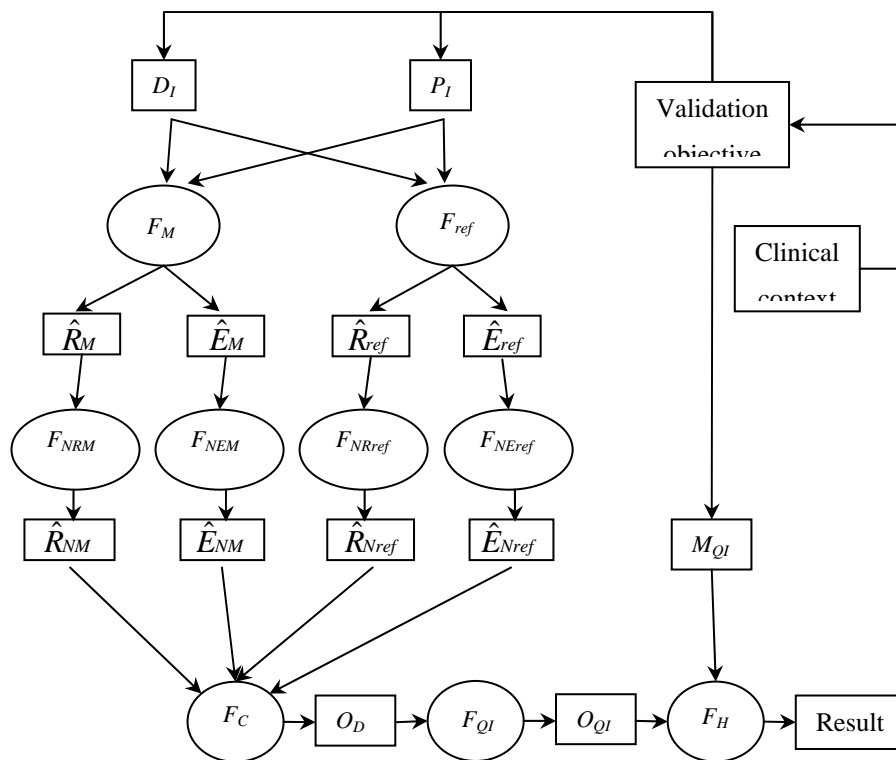 D_I
P_I
Validation
objective
F_M
F_ref
Clinical
context
R̂_M
Ê_M
R̂_ref
Ê_ref
F_NRM
F_NEM
F_NRref
F_NEref
R̂_NM
Ê_NM
R̂_Nref
Ê_Nref
M_QI
F_C
O_D
F_QI
O_QI
F_H
Result